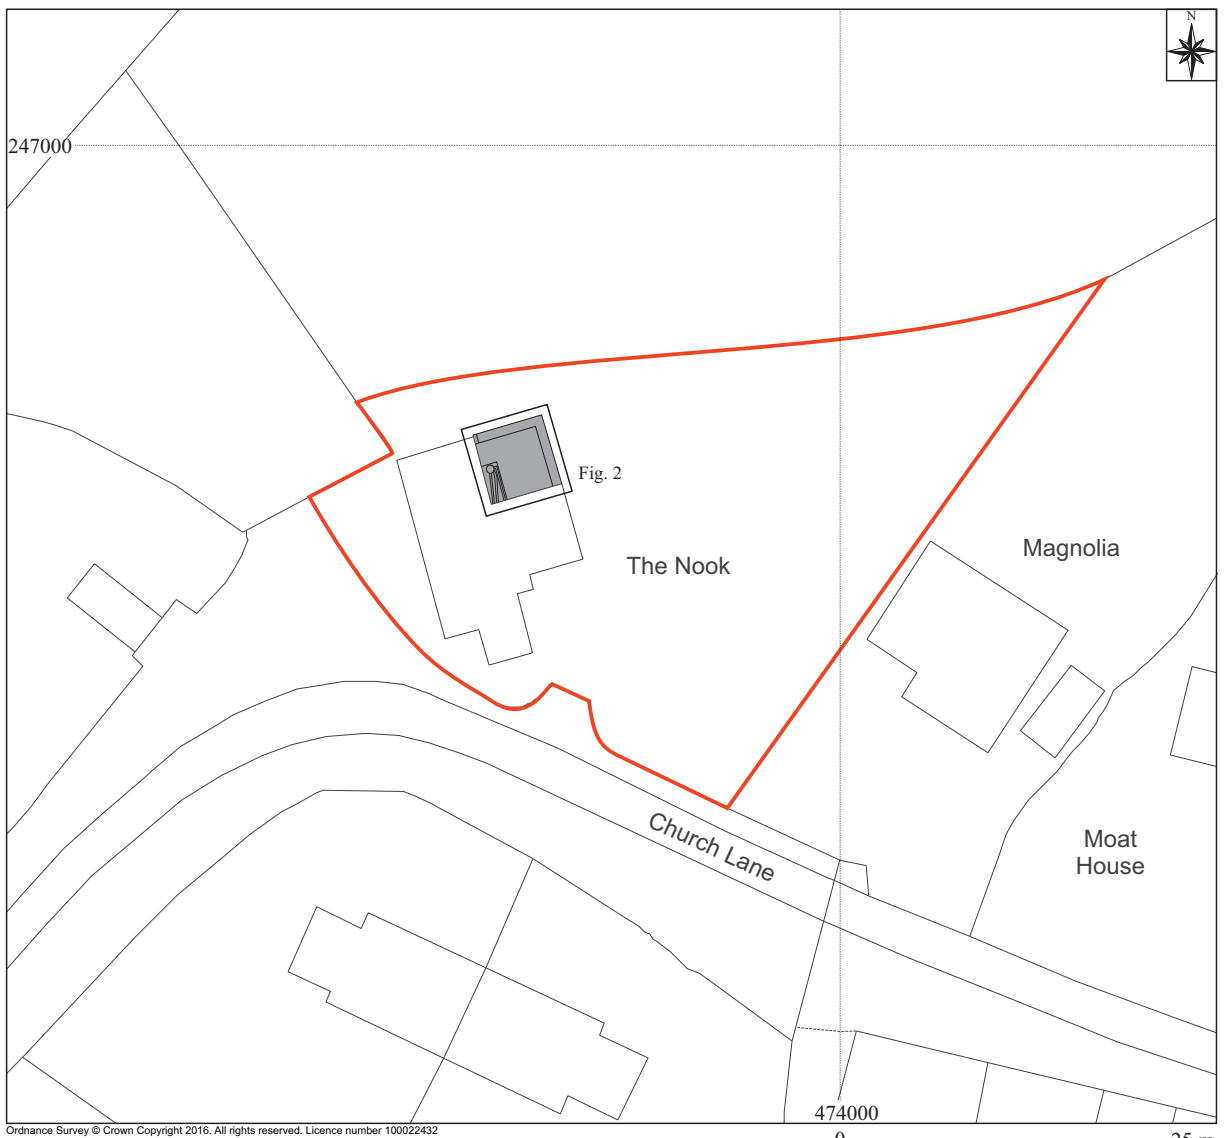 N
247000
Fig. 2
The Nook
Magnolia
Church Lane
Moat
House
474000
Ordnance Survey © Crown Copyright 2016. All rights reserved. Licence number 100022432
0
25 m